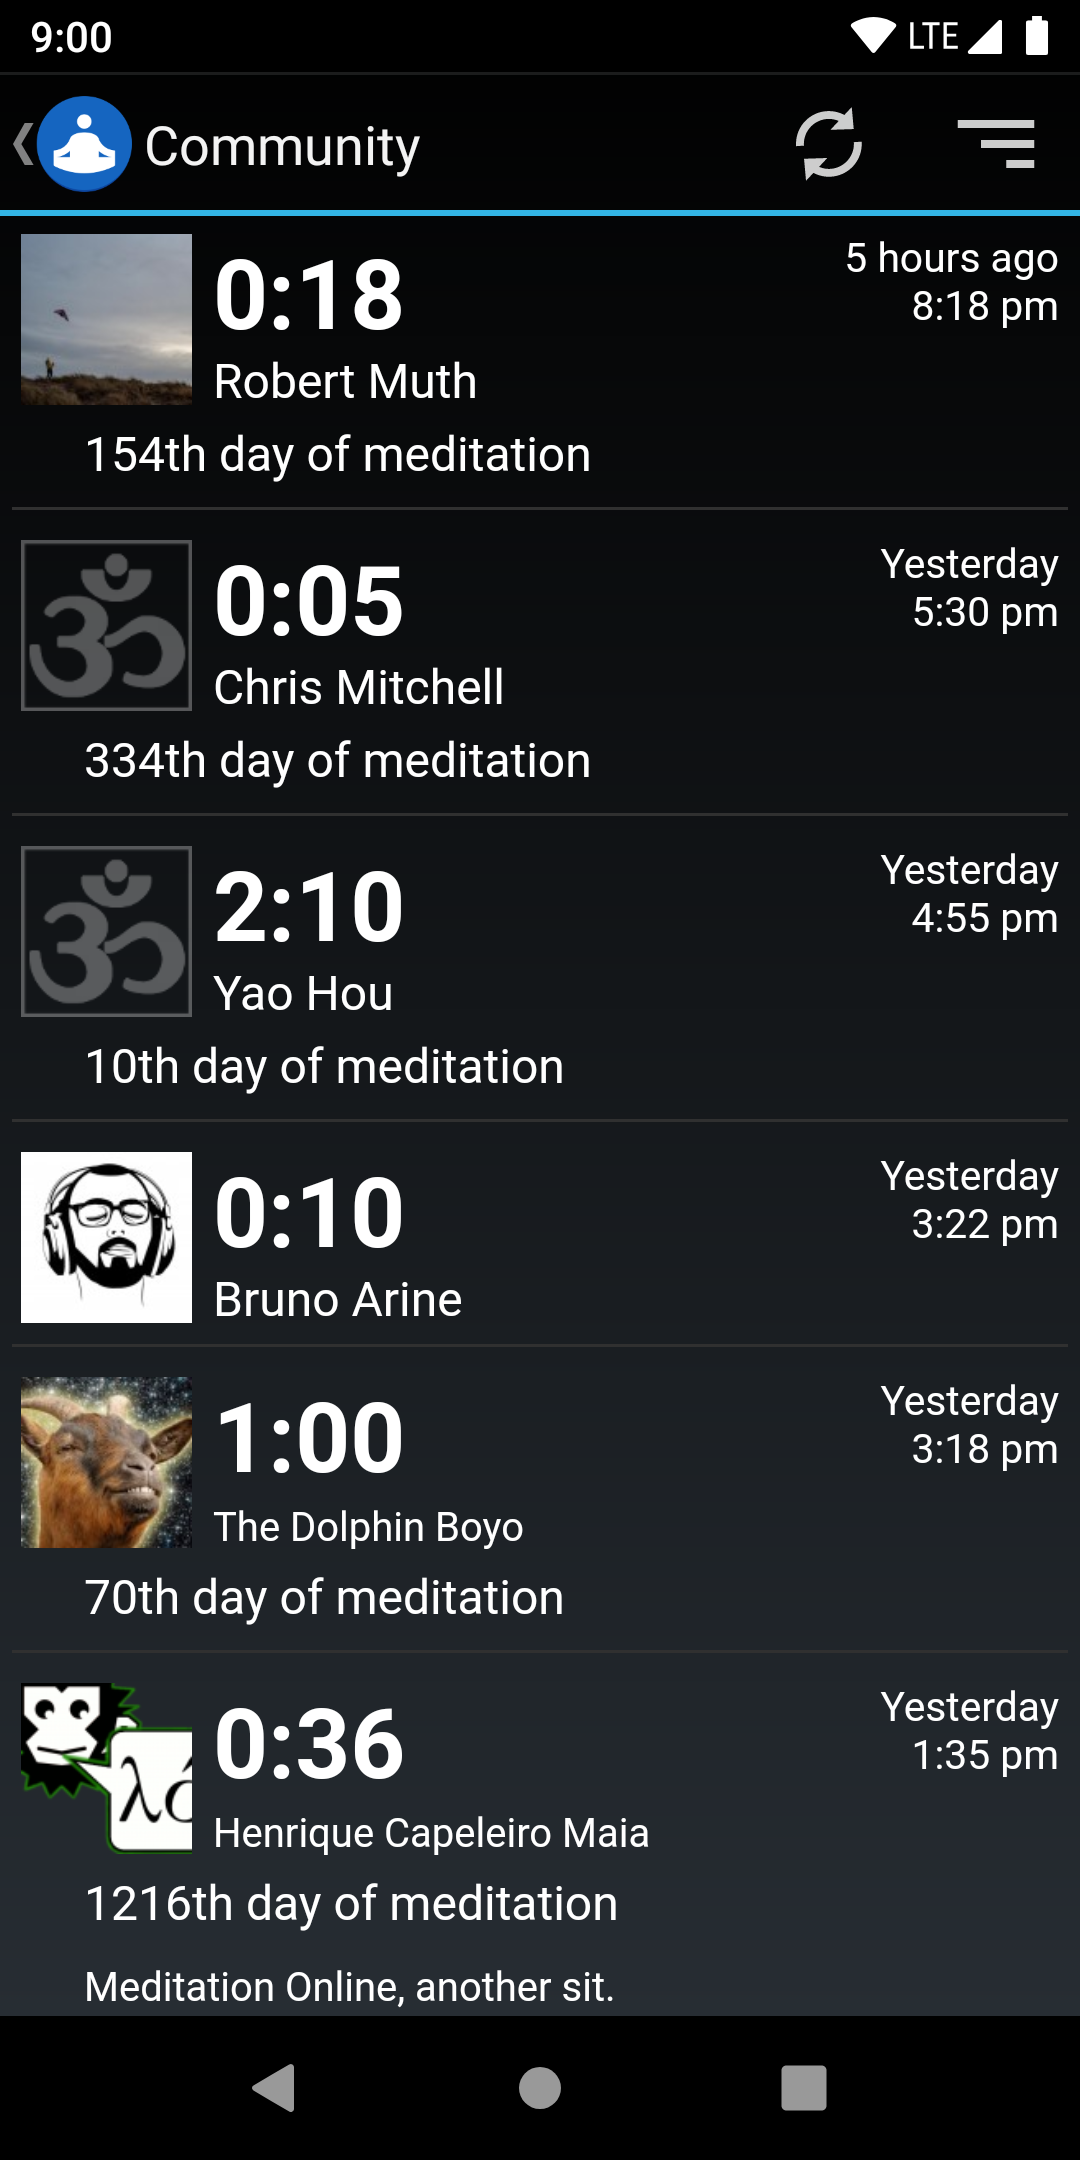 9:00
LTE
Community
0:18
5 hours ago
8:18 pm
Robert Muth
154th day of meditation
ॐ
0:05
Yesterday
5:30 pm
Chris Mitchell
334th day of meditation
ॐ
2:10
Yesterday
4:55 pm
Yao Hou
10th day of meditation
0:10
Yesterday
3:22 pm
Bruno Arine
1:00
Yesterday
3:18 pm
The Dolphin Boyo
70th day of meditation
λό
0:36
Yesterday
1:35 pm
Henrique Capeleiro Maia
1216th day of meditation
Meditation Online, another sit.